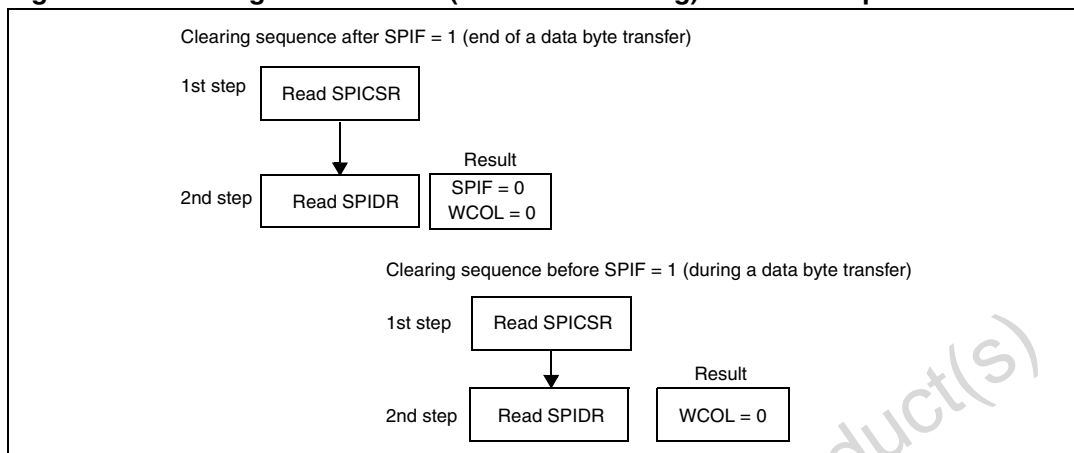 Clearing sequence after SPIF = 1 (end of a data byte transfer)
1st step Read SPICSR
Result
2nd step Read SPIDR SPIF = 0
WCOL = 0
Clearing sequence before SPIF = 1 (during a data byte transfer)
1st step Read SPICSR
Result
2nd step Read SPIDR WCOL = 0
duct(s)